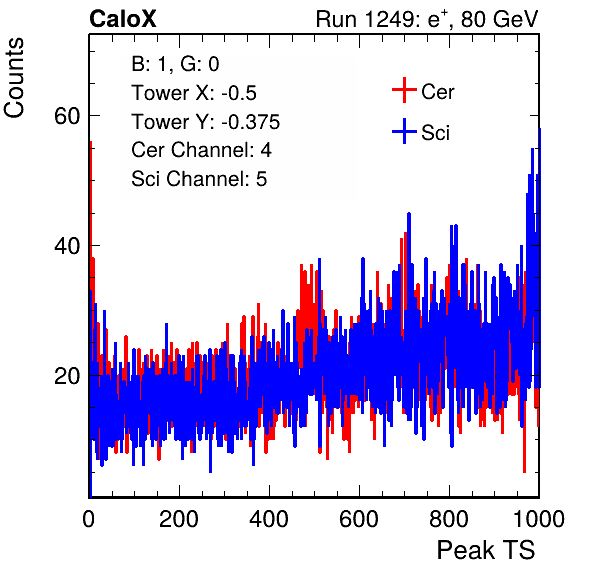 CaloX
Run 1249: e⁺, 80 GeV
Counts
B: 1, G: 0
Tower X: -0.5
Tower Y: -0.375
Cer Channel: 4
Sci Channel: 5
Cer
Sci
60
40
20
0 200 400 600 800 1000
Peak TS